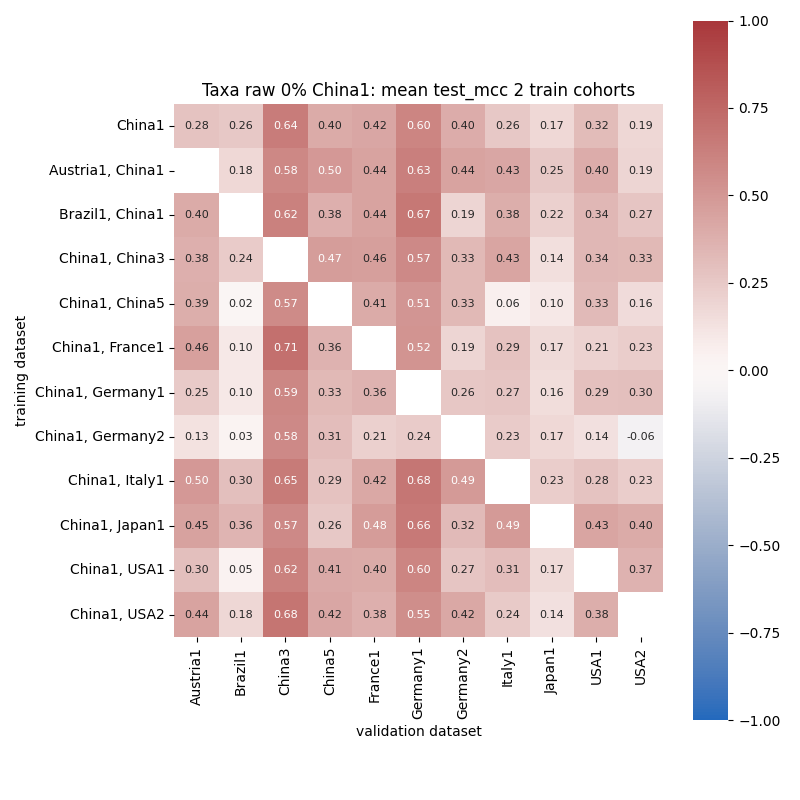 Taxa raw 0% China1: mean test_mcc 2 train cohorts
training dataset
China1 0.28 0.26 0.64 0.40 0.42 0.60 0.40 0.26 0.17 0.32 0.19
Austria1, China1 0.18 0.58 0.50 0.44 0.63 0.44 0.43 0.25 0.40 0.19
Brazil1, China1 0.40 0.62 0.38 0.44 0.67 0.19 0.38 0.22 0.34 0.27
China1, China3 0.38 0.24 0.47 0.46 0.57 0.33 0.43 0.14 0.34 0.33
China1, China5 0.39 0.02 0.57 0.41 0.51 0.33 0.06 0.10 0.33 0.16
China1, France1 0.46 0.10 0.71 0.36 0.52 0.19 0.29 0.17 0.21 0.23
China1, Germany1 0.25 0.10 0.59 0.33 0.36 0.26 0.27 0.16 0.29 0.30
China1, Germany2 0.13 0.03 0.58 0.31 0.21 0.24 0.23 0.17 0.14 -0.06
China1, Italy1 0.50 0.30 0.65 0.29 0.42 0.68 0.49 0.23 0.28 0.23
China1, Japan1 0.45 0.36 0.57 0.26 0.48 0.66 0.32 0.49 0.43 0.40
China1, USA1 0.30 0.05 0.62 0.41 0.40 0.60 0.27 0.31 0.17 0.37
China1, USA2 0.44 0.18 0.68 0.42 0.38 0.55 0.42 0.24 0.14 0.38
Austria1 Brazil1 China3 China5 France1 Germany1 Germany2 Italy1 Japan1 USA1 USA2
validation dataset
1.00
0.75
0.50
0.25
0.00
−0.25
−0.50
−0.75
−1.00